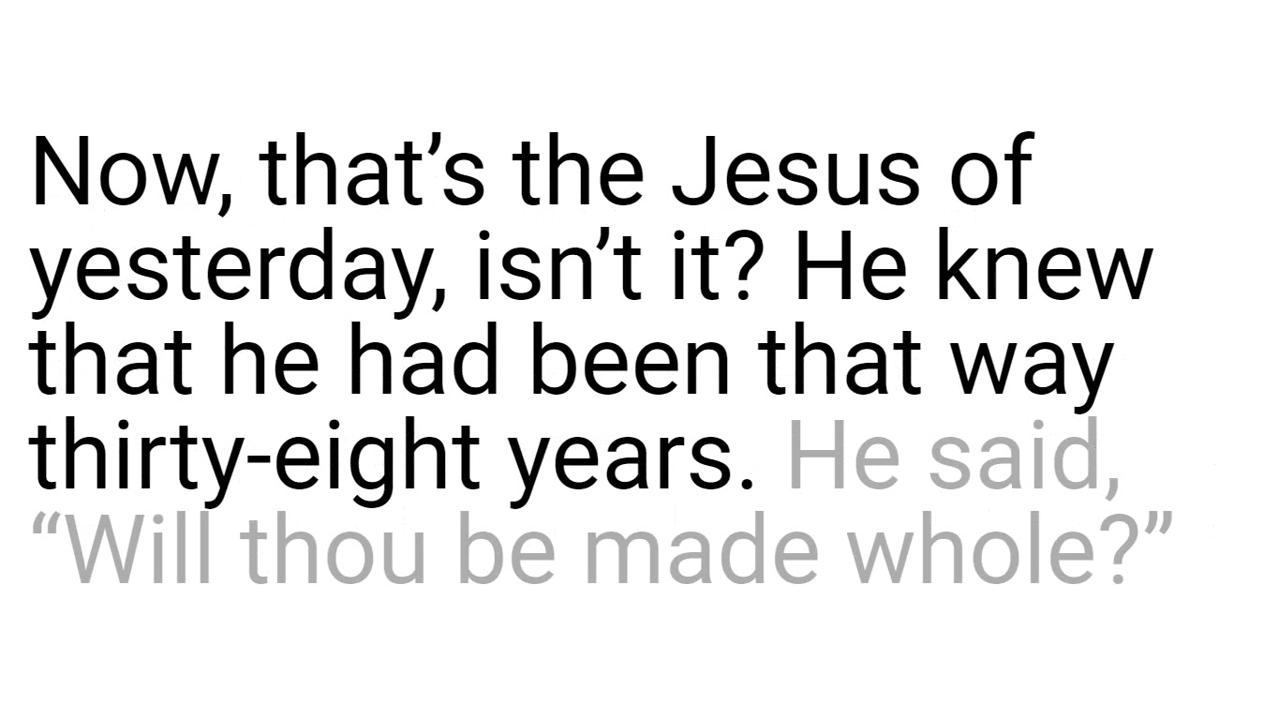 Now, that’s the Jesus of
yesterday, isn’t it? He knew
that he had been that way
thirty-eight years. He said,
“Will thou be made whole?”